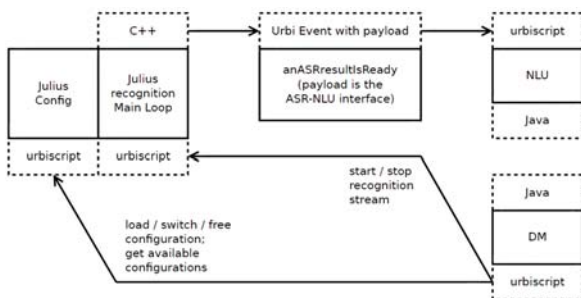 C++
Urbi Event with payload
urbiscript
Julius
Config
Julius
recognition
Main Loop
anASRresultIsReady
(payload is the
ASR-NLU interface)
NLU
urbiscript
urbiscript
Java
start / stop
recognition
stream
Java
load / switch / free
configuration;
get available
configurations
DM
urbiscript